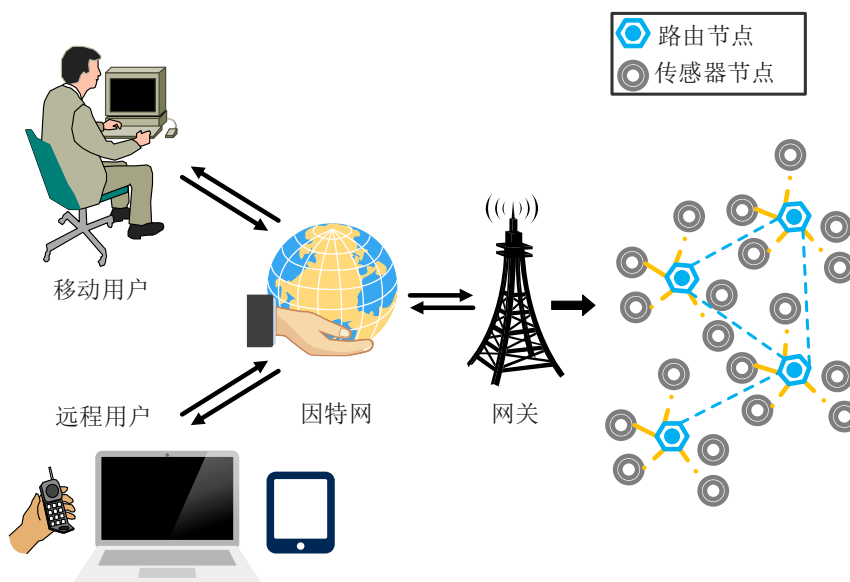 路由节点
传感器节点
移动用户
远程用户
因特网
网关